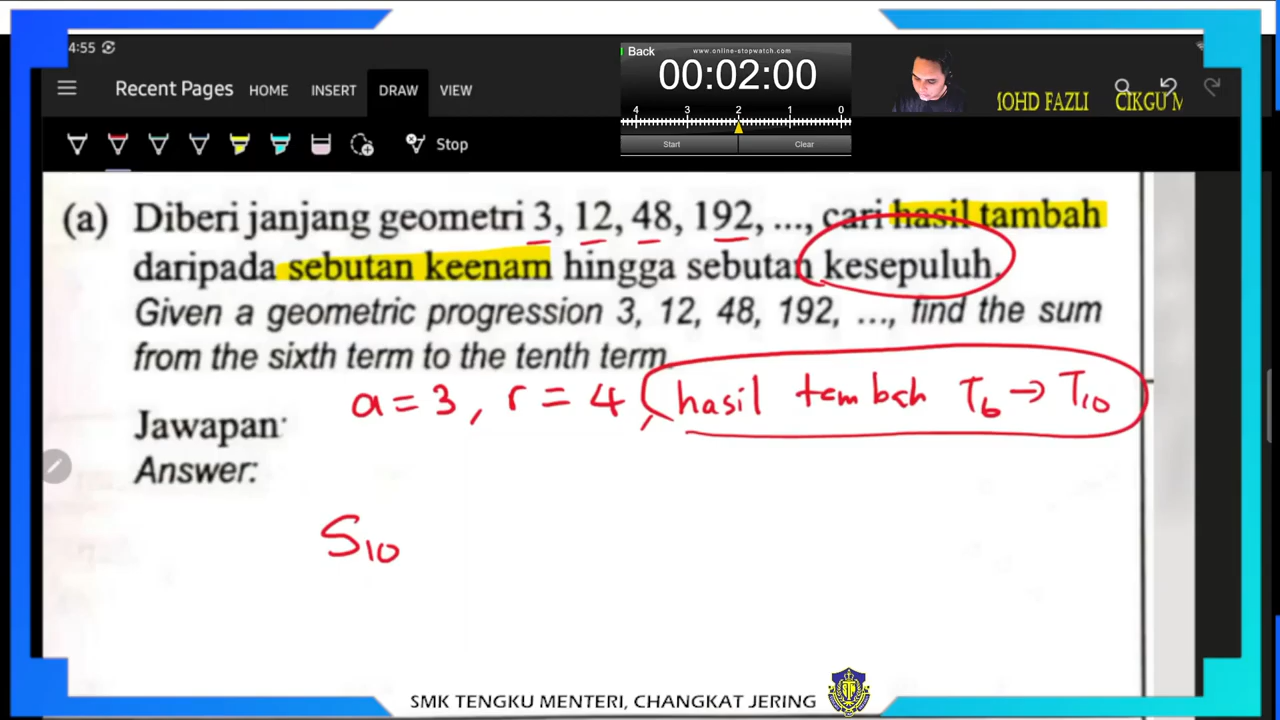 4:55
Back
www.online-stopwatch.com
00:02:00
4 3 2 1 0
Start Clear
Recent Pages HOME INSERT DRAW VIEW
MOHD FAZLI CIKGU M
Stop
(a) Diberi janjang geometri 3, 12, 48, 192, ..., cari hasil tambah
daripada sebutan keenam hingga sebutan kesepuluh.
Given a geometric progression 3, 12, 48, 192, ..., find the sum
from the sixth term to the tenth term
a = 3, r = 4, hasil tambah T6 → T10
Jawapan:
Answer:
S10
SMK TENGKU MENTERI, CHANGKAT JERING